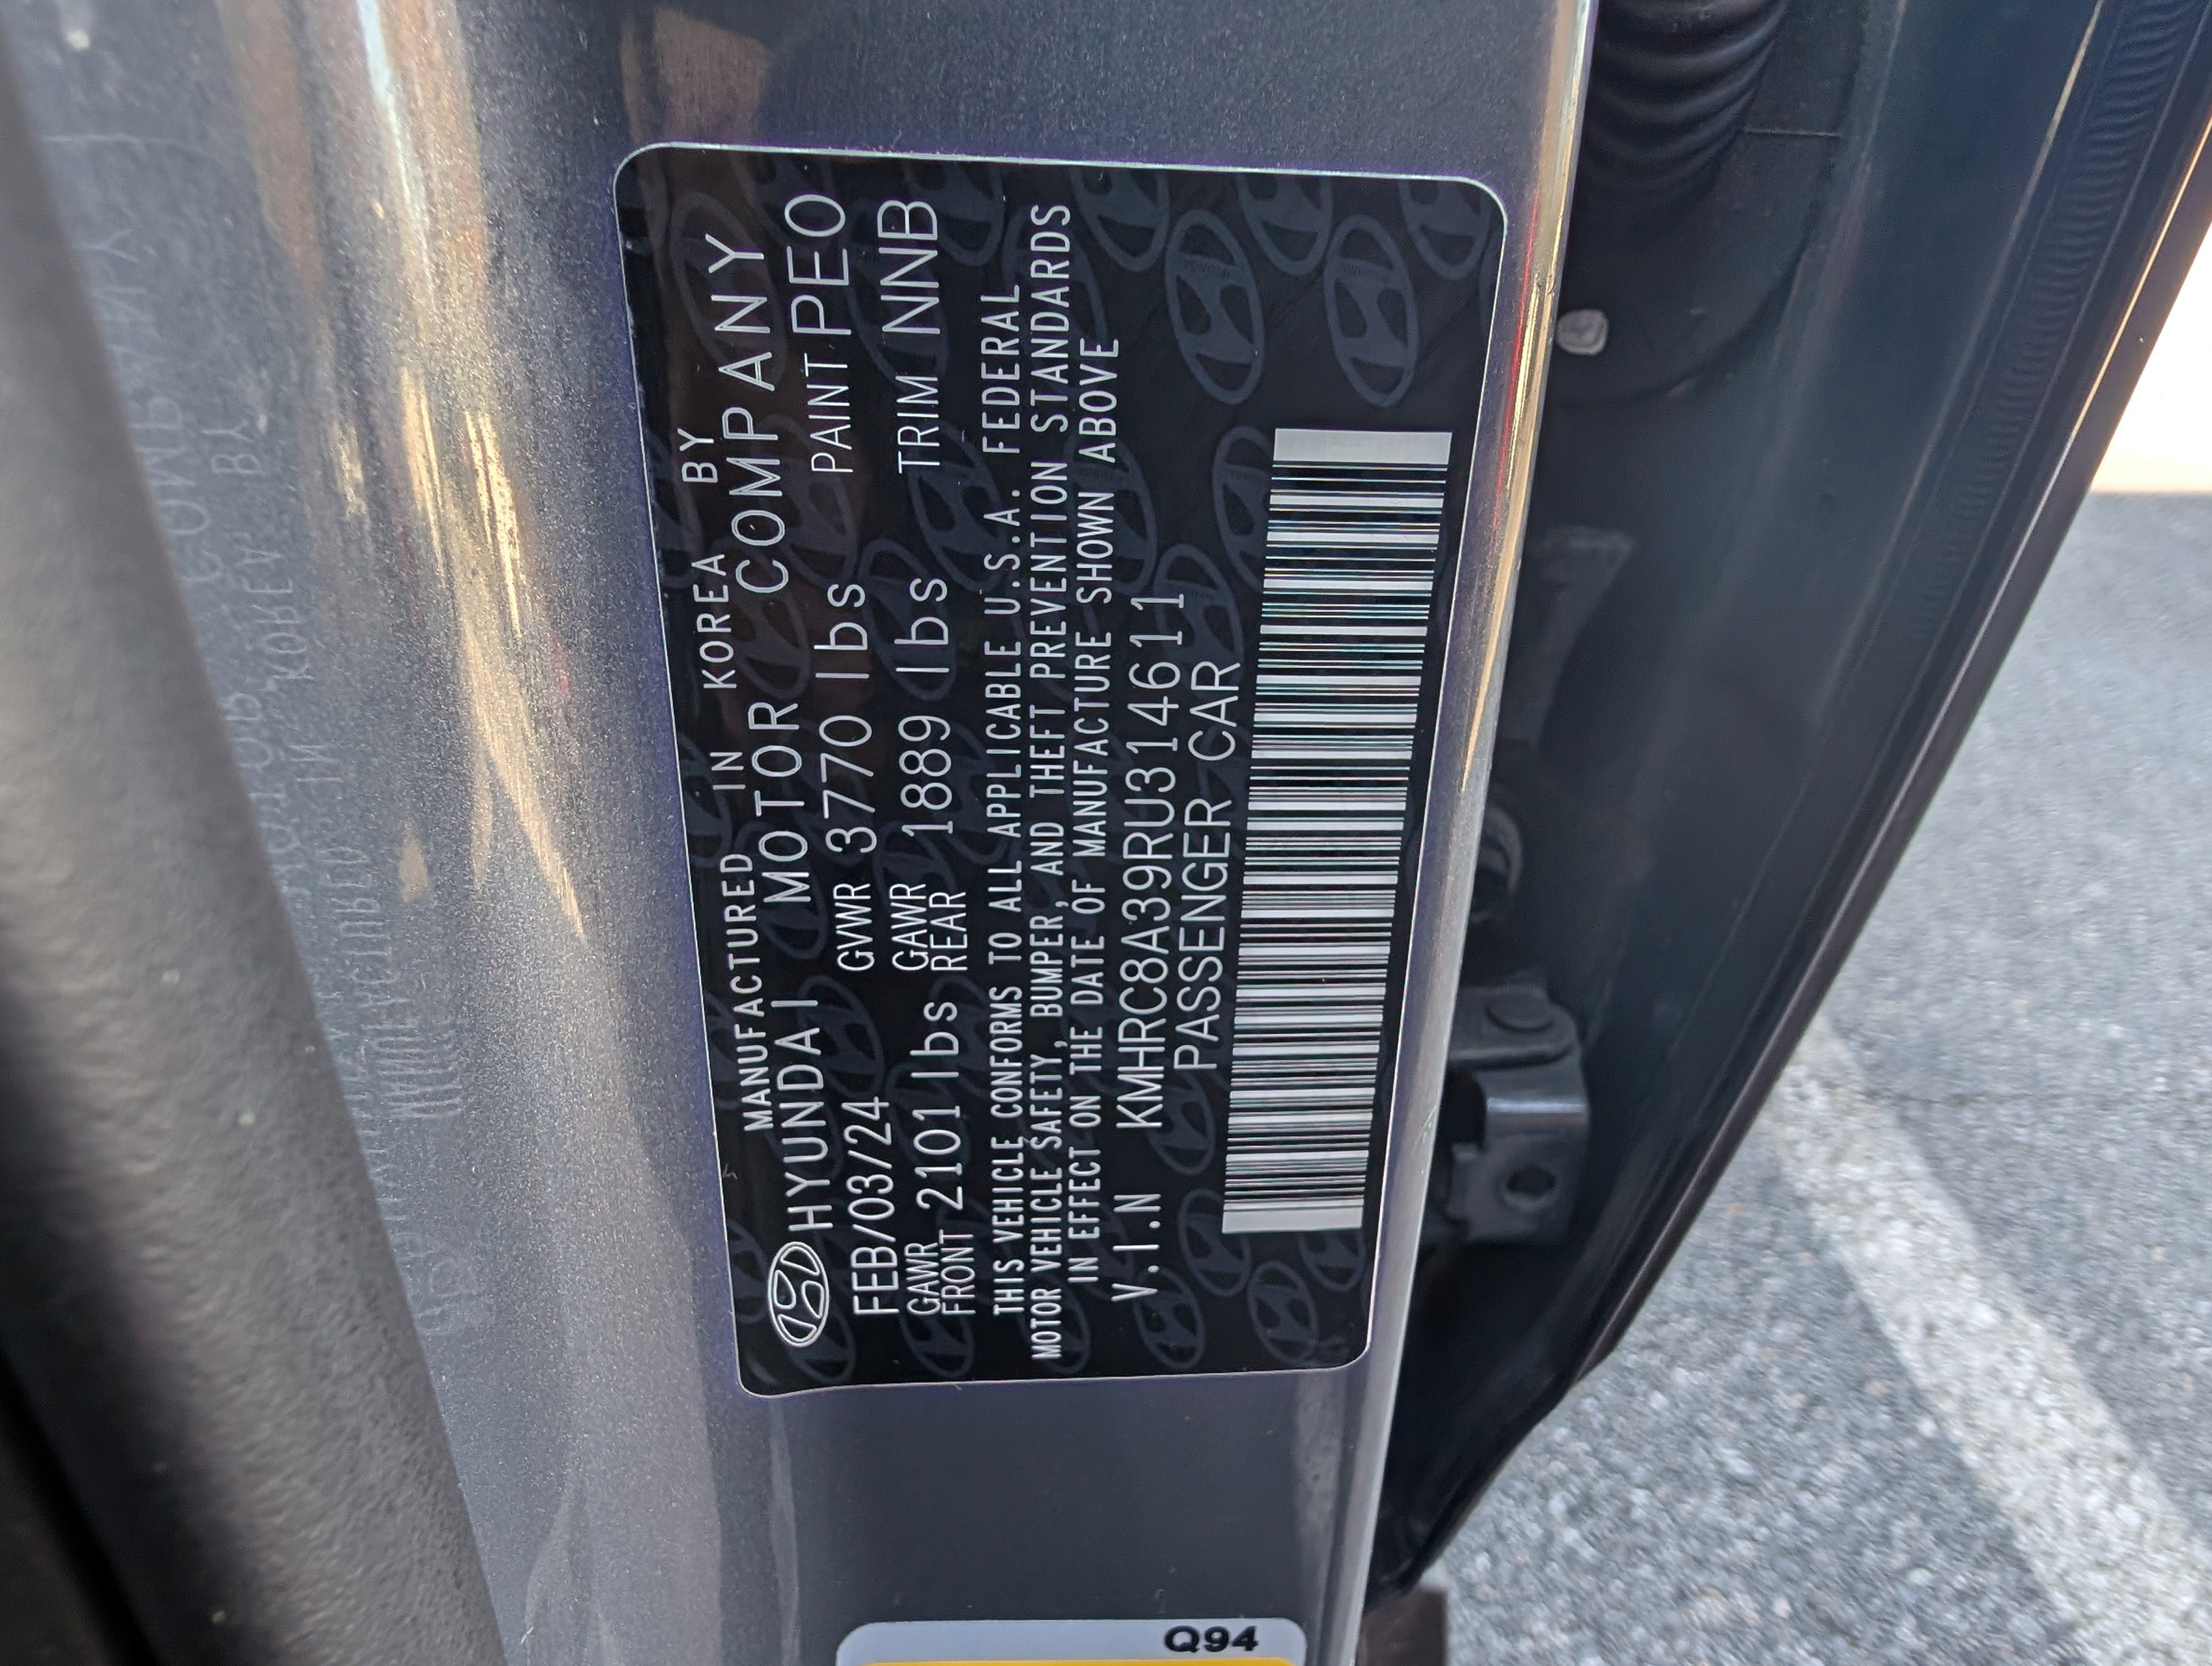 MANUFACTURED IN KOREA BY
HYUNDAI MOTOR COMPANY
FEB/03/24 GVWR 3770 lbs PAINT PE0
GAWR FRONT 2101 lbs GAWR REAR 1889 lbs TRIM NNB
THIS VEHICLE CONFORMS TO ALL APPLICABLE U.S.A. FEDERAL
MOTOR VEHICLE SAFETY, BUMPER, AND THEFT PREVENTION STANDARDS
IN EFFECT ON THE DATE OF MANUFACTURE SHOWN ABOVE
V.I.N KMHRC8A39RU314611
PASSENGER CAR
Q94